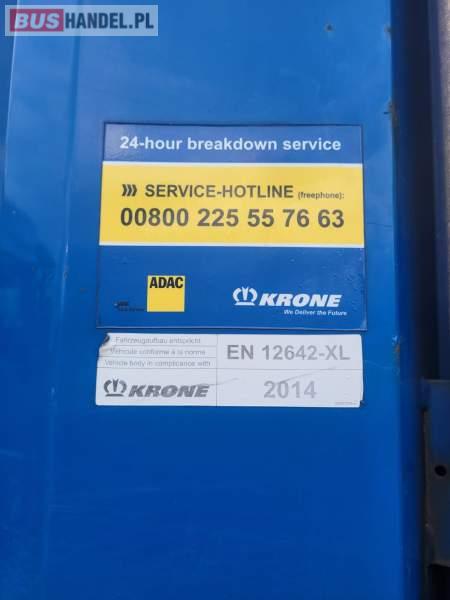 BUSHANDEL.PL
24-hour breakdown service
»» SERVICE-HOTLINE (freephone):
00800 225 55 76 63
ADAC
KRONE
We Deliver the Future
Fahrzeugaufbau entspricht
Véhicule conforme à la norme
Vehicle body in compliance with
EN 12642-XL
KRONE
2014